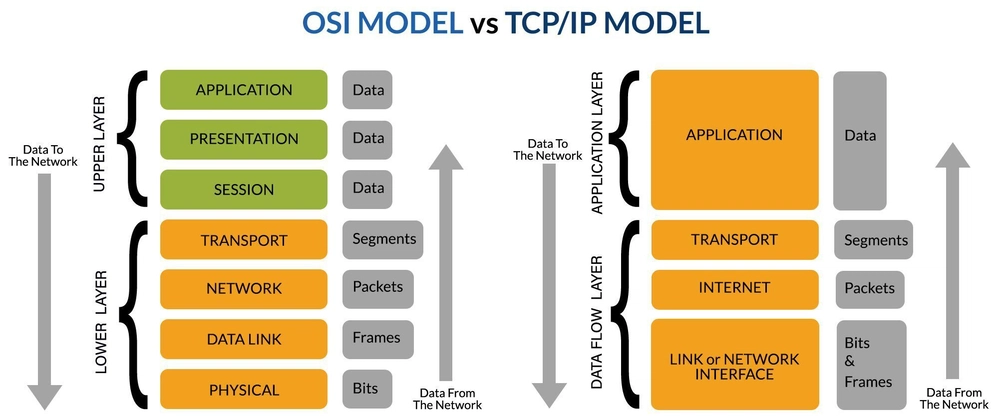 OSI MODEL vs TCP/IP MODEL
Data To
The Network
UPPER LAYER
APPLICATION
Data
PRESENTATION
Data
SESSION
Data
LOWER LAYER
TRANSPORT
Segments
NETWORK
Packets
DATA LINK
Frames
PHYSICAL
Bits
Data From
The Network
Data To
The Network
APPLICATION LAYER
APPLICATION
Data
DATA FLOW LAYER
TRANSPORT
Segments
INTERNET
Packets
LINK or NETWORK
INTERFACE
Bits
&
Frames
Data From
The Network